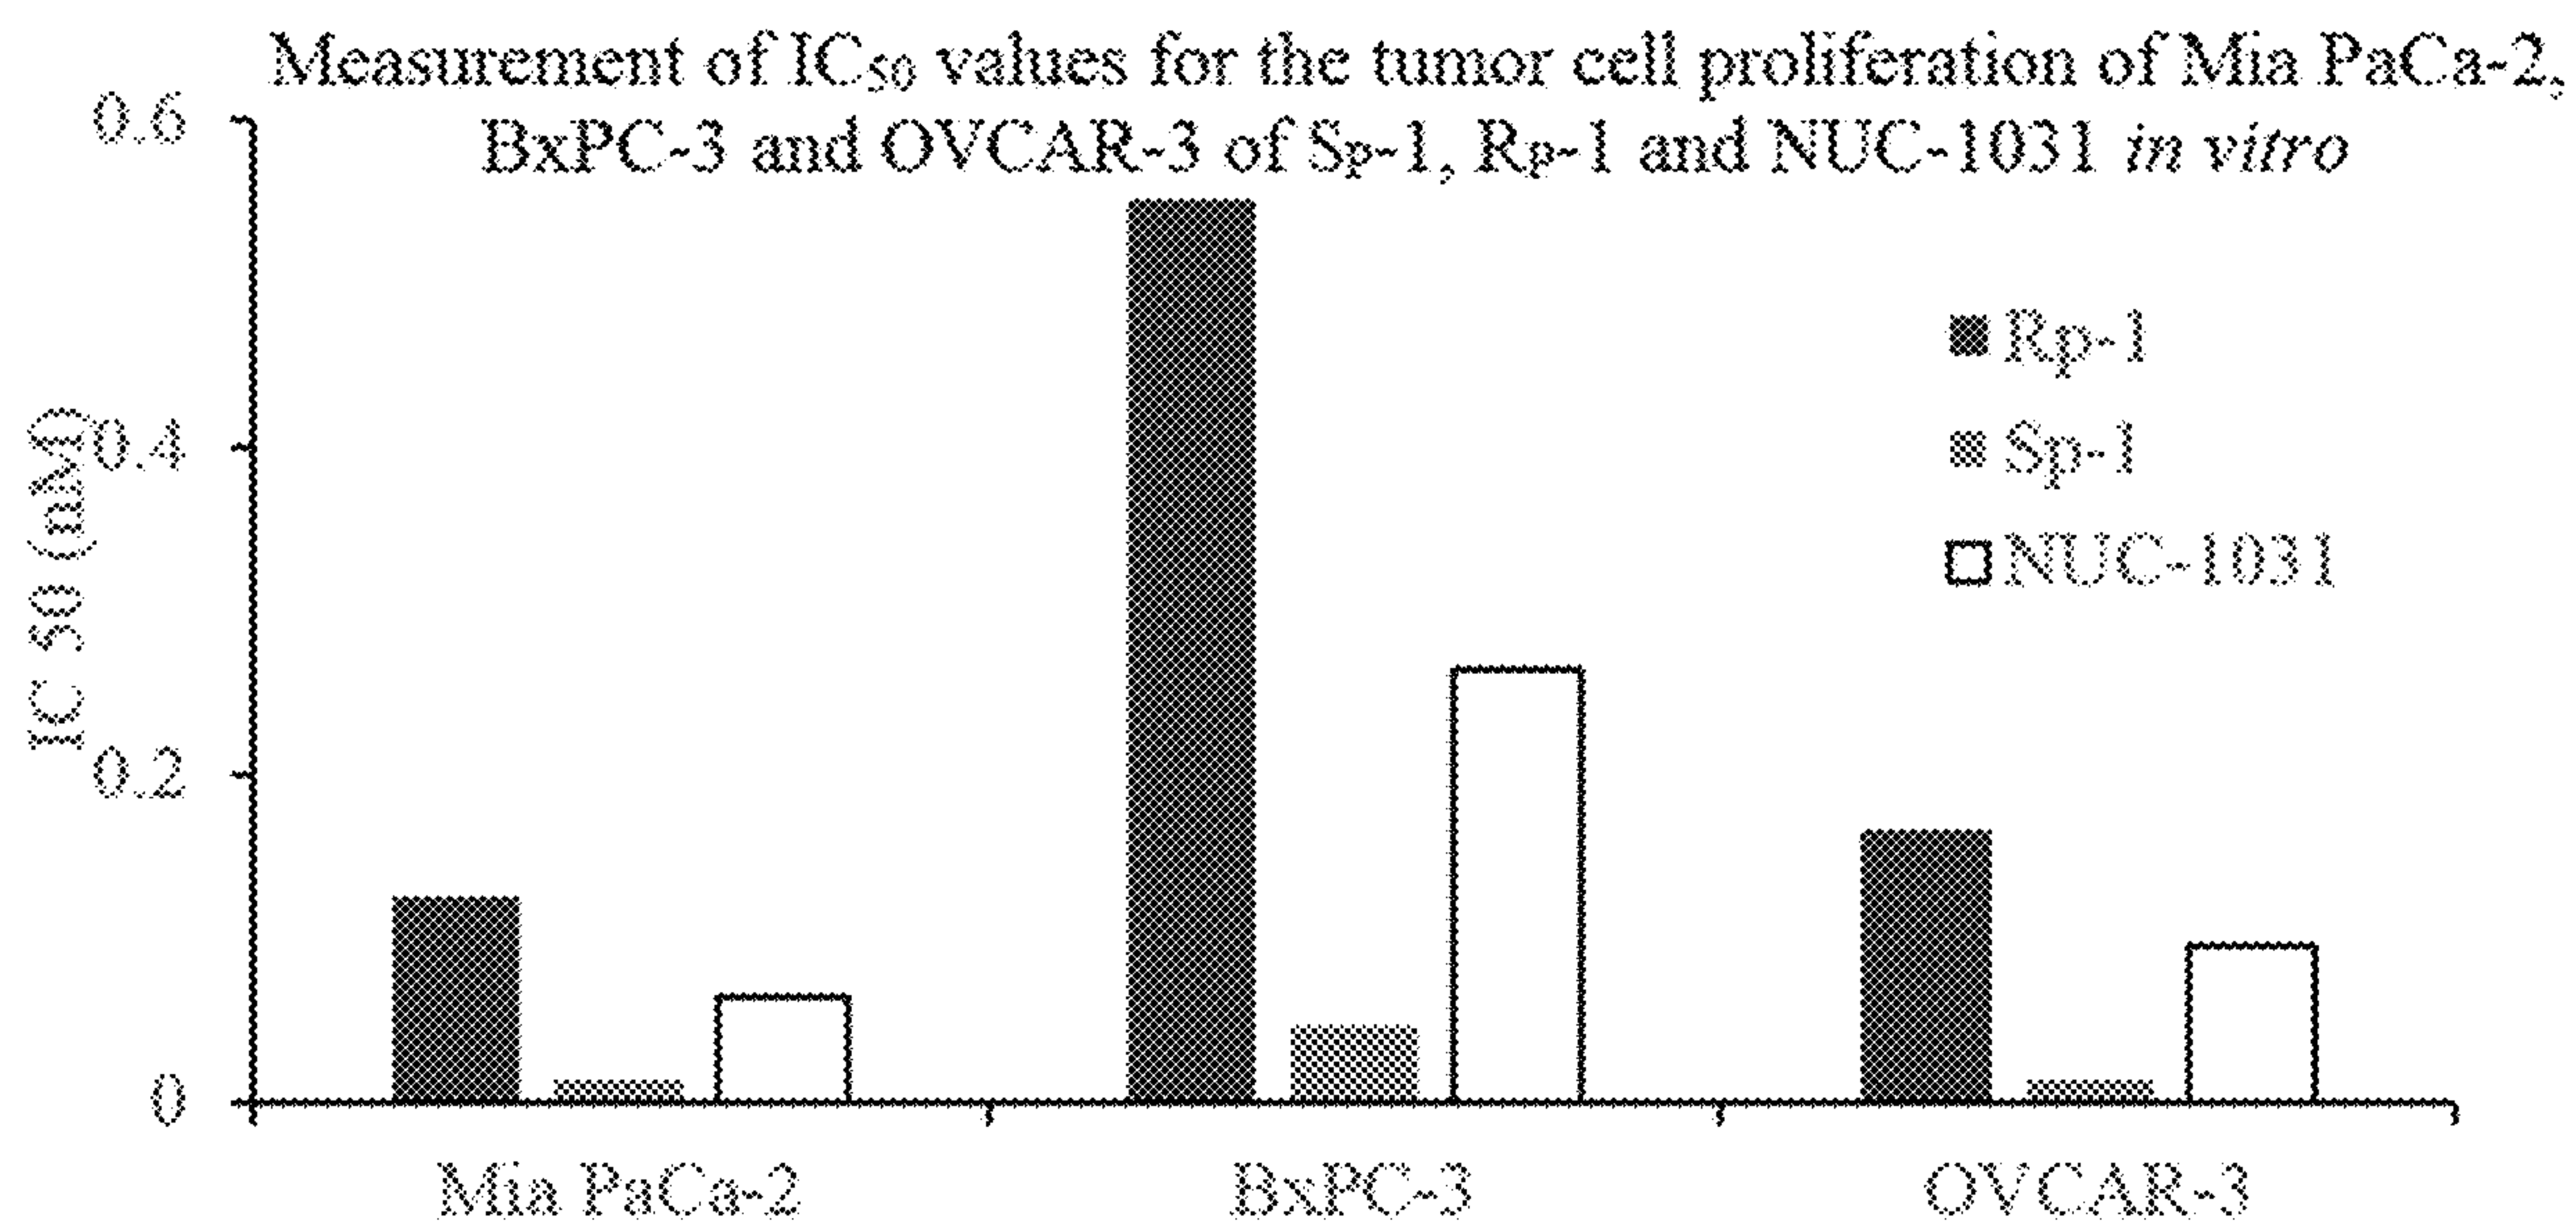 Measurement of IC50 values for the tumor cell proliferation of Mia PaCa-2,
BxPC-3 and OVCAR-3 of Sp-1, Rp-1 and NUC-1031 in vitro
IC 50 (mM)
0.6
0.4
0.2
0
Rp-1
Sp-1
NUC-1031
Mia PaCa-2
BxPC-3
OVCAR-3